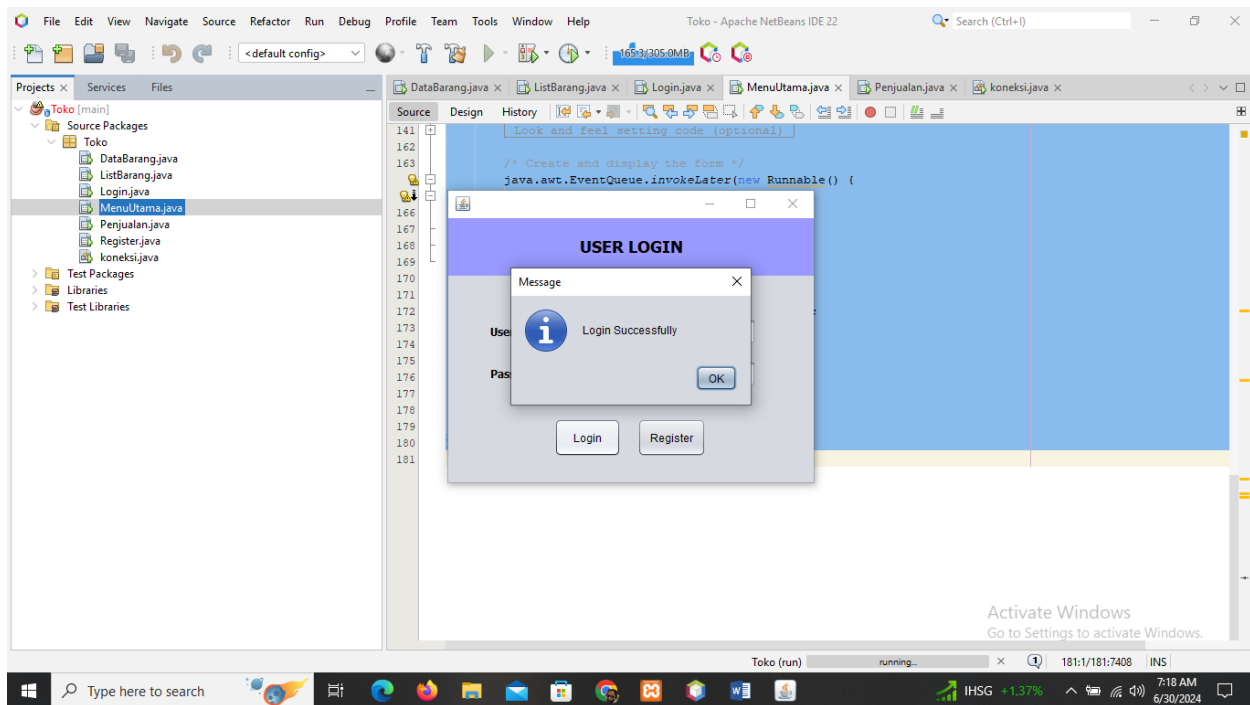 File Edit View Navigate Source Refactor Run Debug Profile Team Tools Window Help Toko - Apache NetBeans IDE 22 Search (Ctrl+I)
<default config> 165.3/305.0MB
Projects Services Files
DataBarang.java ListBarang.java Login.java MenuUtama.java Penjualan.java koneksi.java
Toko [main]
Source Packages
Toko
DataBarang.java
ListBarang.java
Login.java
MenuUtama.java
Penjualan.java
Register.java
koneksi.java
Test Packages
Libraries
Test Libraries
Source Design History
141 Look and feel setting code (optional)
162
163 /* Create and display the form */
java.awt.EventQueue.invokeLater(new Runnable() {
166
167
168
169
170
171
172 ;
173
174
175
176
177
178
179
180
181
USER LOGIN
Message
Login Successfully
OK
User
Pas
Login Register
Activate Windows
Go to Settings to activate Windows.
Toko (run) running... 1 181:1/181:7408 INS
Type here to search IHSG +1,37% 7:18 AM
6/30/2024